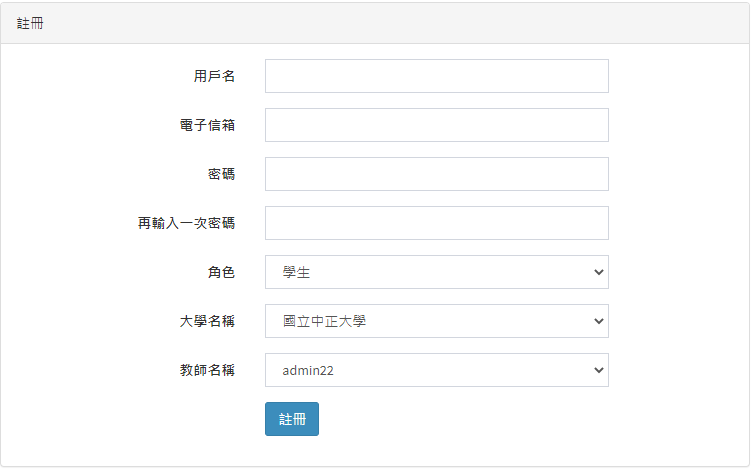 註冊
用戶名
電子信箱
密碼
再輸入一次密碼
角色 學生
大學名稱 國立中正大學
教師名稱 admin22
註冊